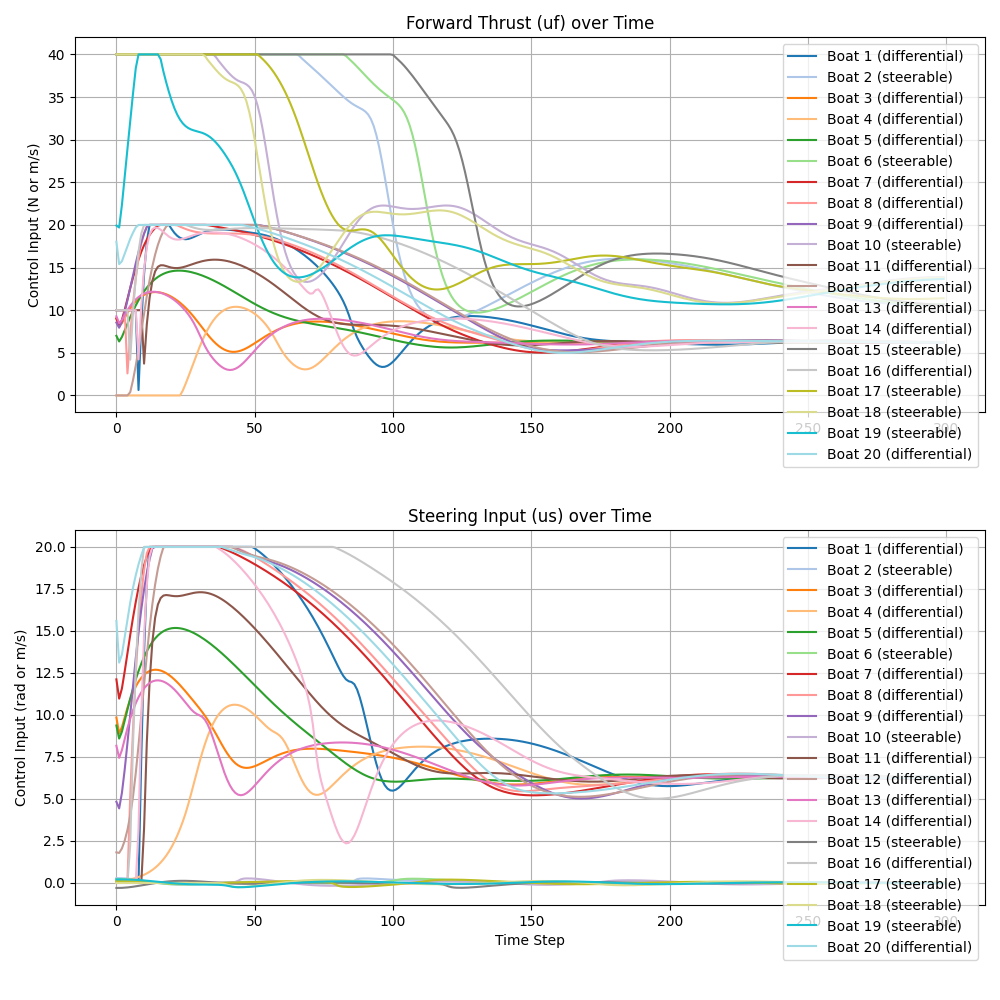 Forward Thrust (uf) over Time
Control Input (N or m/s)
40
35
30
25
20
15
10
5
0
0
50
100
150
200
250
300
Boat 1 (differential)
Boat 2 (steerable)
Boat 3 (differential)
Boat 4 (differential)
Boat 5 (differential)
Boat 6 (steerable)
Boat 7 (differential)
Boat 8 (differential)
Boat 9 (differential)
Boat 10 (steerable)
Boat 11 (differential)
Boat 12 (differential)
Boat 13 (differential)
Boat 14 (differential)
Boat 15 (steerable)
Boat 16 (differential)
Boat 17 (steerable)
Boat 18 (steerable)
Boat 19 (steerable)
Boat 20 (differential)
Steering Input (us) over Time
Control Input (rad or m/s)
20.0
17.5
15.0
12.5
10.0
7.5
5.0
2.5
0.0
0
50
100
150
200
250
300
Time Step
Boat 1 (differential)
Boat 2 (steerable)
Boat 3 (differential)
Boat 4 (differential)
Boat 5 (differential)
Boat 6 (steerable)
Boat 7 (differential)
Boat 8 (differential)
Boat 9 (differential)
Boat 10 (steerable)
Boat 11 (differential)
Boat 12 (differential)
Boat 13 (differential)
Boat 14 (differential)
Boat 15 (steerable)
Boat 16 (differential)
Boat 17 (steerable)
Boat 18 (steerable)
Boat 19 (steerable)
Boat 20 (differential)